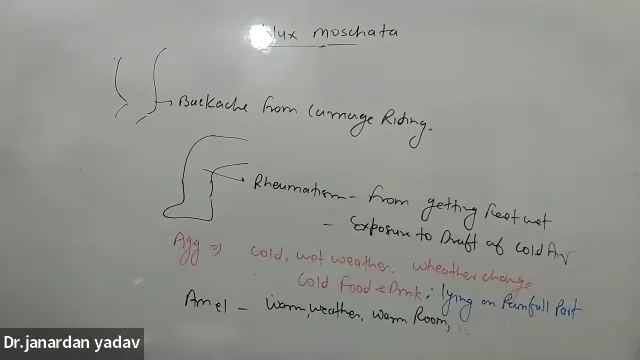 Nux moschata
Backache from Carriage Riding.
Rheumatism - From getting Feet wet
- Exposure to Draft of Cold Air
Agg ⇒ Cold, wet weather, wheather change
Cold Food & Drink; lying on Painfull Part
Amel - warm, weather, warm Room,
Dr.janardan yadav